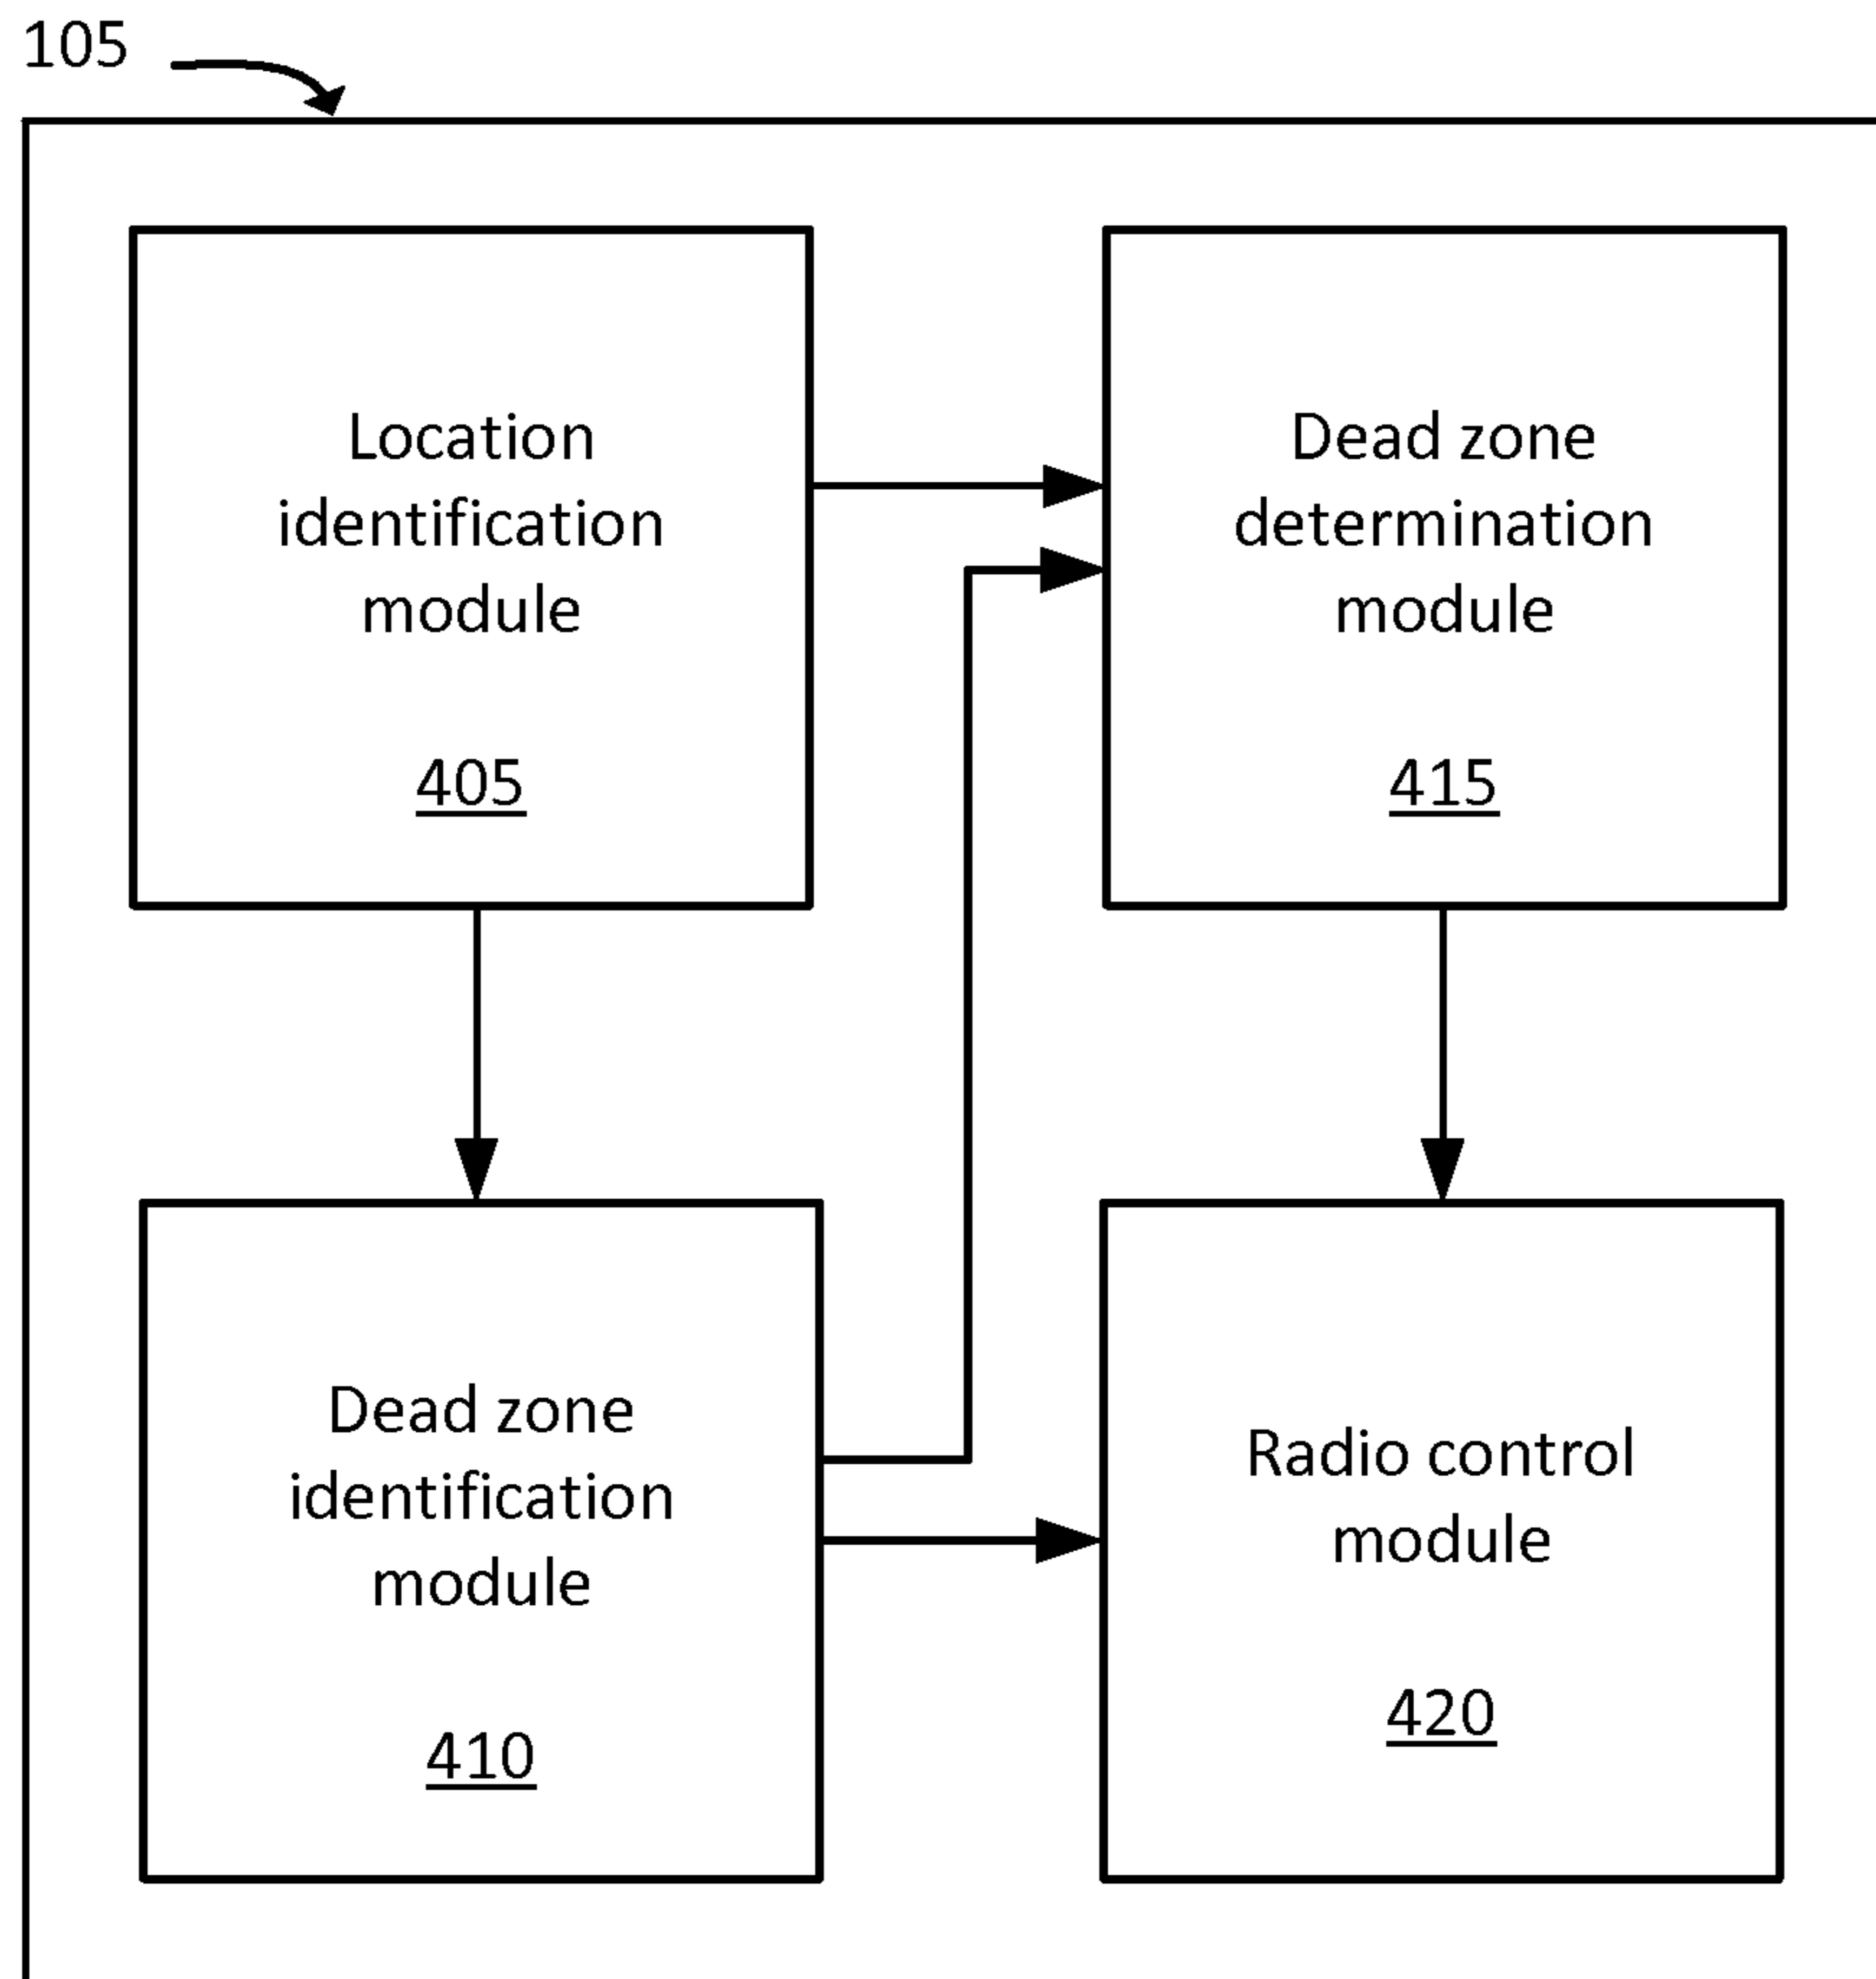 105
Location
identification
module
405
Dead zone
determination
module
415
Dead zone
identification
module
410
Radio control
module
420